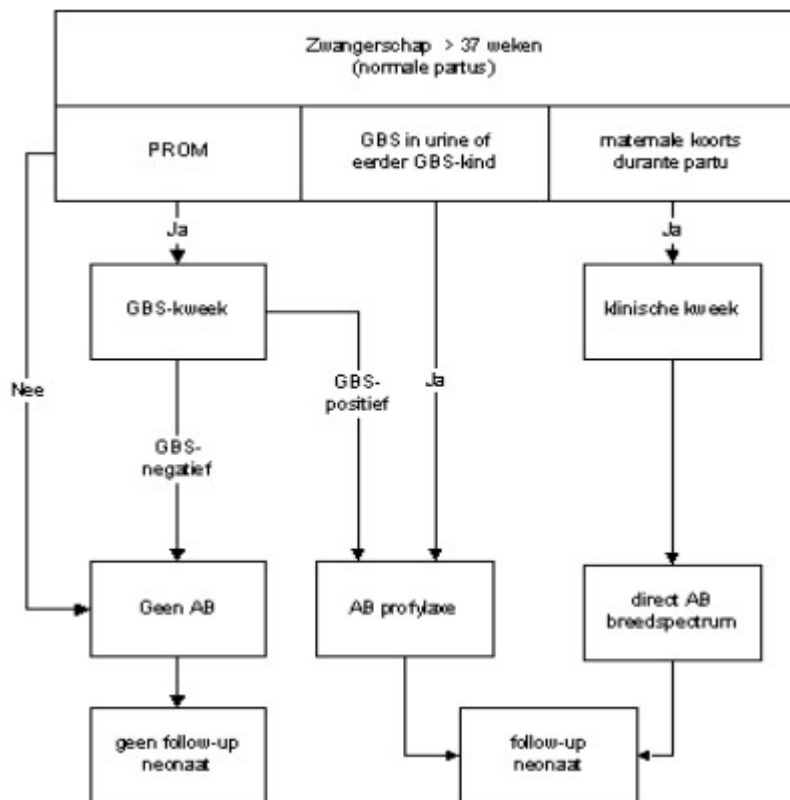 Zwangerschap > 37 weken
(normale partus)
PROM
GBS in urine of
eerder GBS-kind
maternale koorts
durante partu
Ja
Ja
GBS-kweek
klinische kweek
Nee
GBS-
positief
Ja
GBS-
negatief
Geen AB
AB profylaxe
direct AB
breedspectrum
geen follow-up
neonaat
follow-up
neonaat